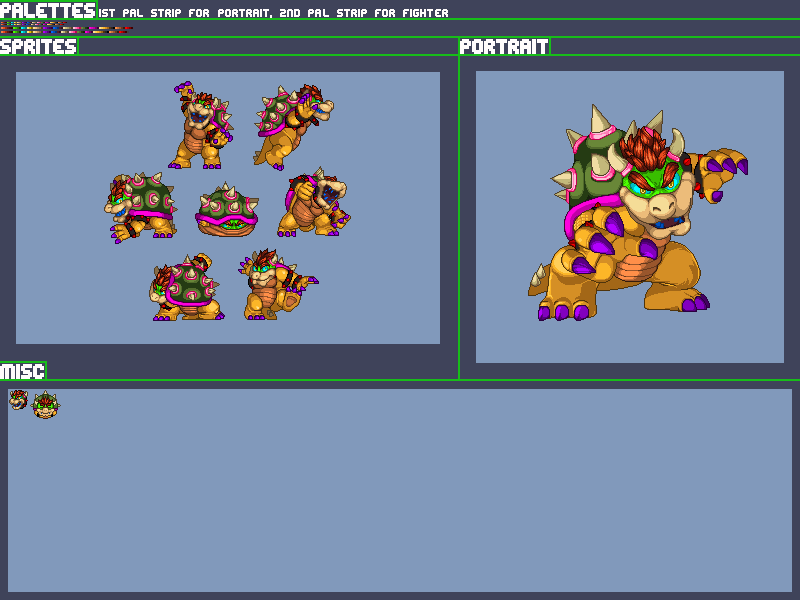 PALETTES 1ST PAL STRIP FOR PORTRAIT, 2ND PAL STRIP FOR FIGHTER
SPRITES
PORTRAIT
MISC